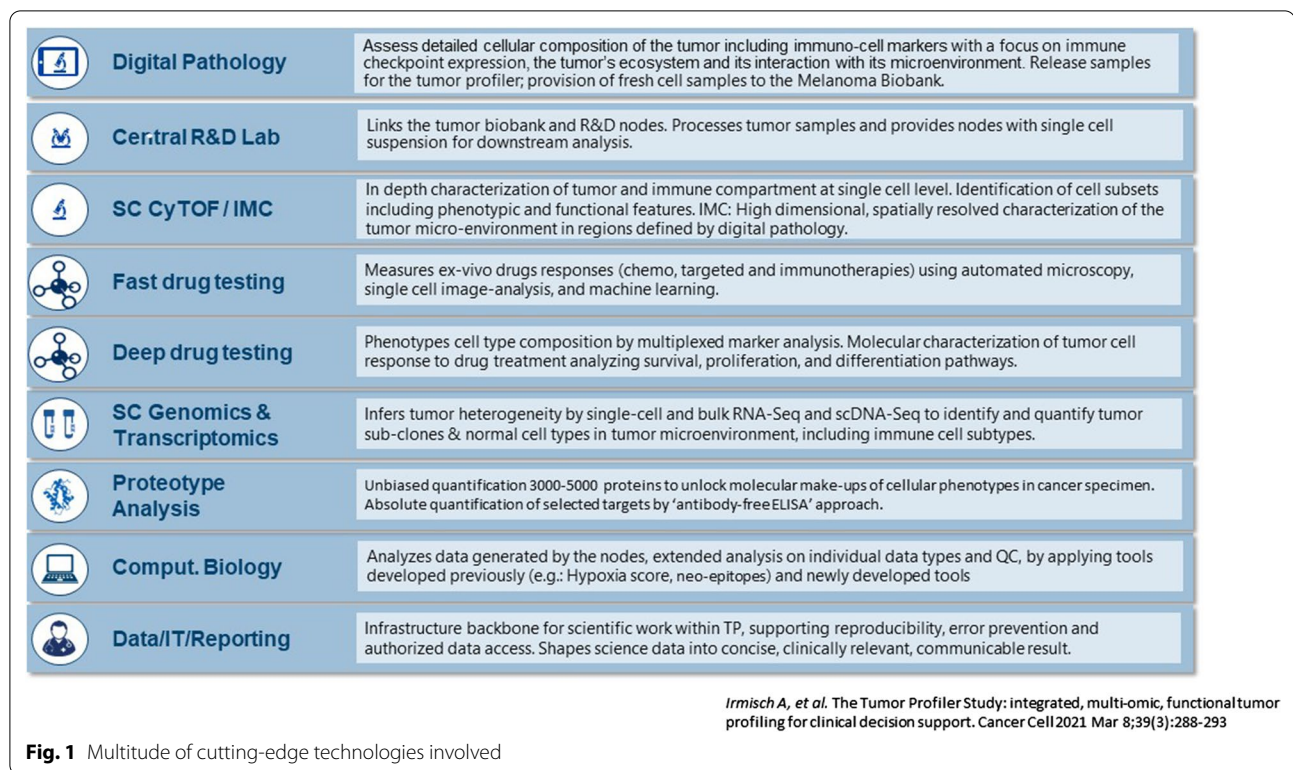 Digital Pathology
Assess detailed cellular composition of the tumor including immuno-cell markers with a focus on immune
checkpoint expression, the tumor's ecosystem and its interaction with its microenvironment. Release samples
for the tumor profiler; provision of fresh cell samples to the Melanoma Biobank.
Central R&D Lab
Links the tumor biobank and R&D nodes. Processes tumor samples and provides nodes with single cell
suspension for downstream analysis.
SC CyTOF / IMC
In depth characterization of tumor and immune compartment at single cell level. Identification of cell subsets
including phenotypic and functional features. IMC: High dimensional, spatially resolved characterization of the
tumor micro-environment in regions defined by digital pathology.
Fast drug testing
Measures ex-vivo drugs responses (chemo, targeted and immunotherapies) using automated microscopy,
single cell image-analysis, and machine learning.
Deep drug testing
Phenotypes cell type composition by multiplexed marker analysis. Molecular characterization of tumor cell
response to drug treatment analyzing survival, proliferation, and differentiation pathways.
SC Genomics &
Transcriptomics
Infers tumor heterogeneity by single-cell and bulk RNA-Seq and scDNA-Seq to identify and quantify tumor
sub-clones & normal cell types in tumor microenvironment, including immune cell subtypes.
Proteotype
Analysis
Unbiased quantification 3000-5000 proteins to unlock molecular make-ups of cellular phenotypes in cancer specimen.
Absolute quantification of selected targets by 'antibody-free ELISA' approach.
Comput. Biology
Analyzes data generated by the nodes, extended analysis on individual data types and QC, by applying tools
developed previously (e.g.: Hypoxia score, neo-epitopes) and newly developed tools
Data/IT/Reporting
Infrastructure backbone for scientific work within TP, supporting reproducibility, error prevention and
authorized data access. Shapes science data into concise, clinically relevant, communicable result.
Irmisch A, et al. The Tumor Profiler Study: integrated, multi-omic, functional tumor
profiling for clinical decision support. Cancer Cell 2021 Mar 8;39(3):288-293
Fig. 1 Multitude of cutting-edge technologies involved